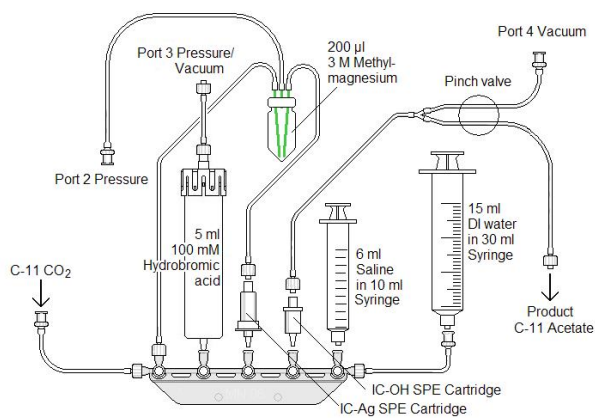 Port 4 Vacuum
Port 3 Pressure/
Vacuum
200 µl
3 M Methyl-
magnesium
Pinch valve
Port 2 Pressure
5 ml
100 mM
Hydrobromic
acid
6 ml
Saline
in 10 ml
Syringe
15 ml
DI water
in 30 ml
Syringe
C-11 CO2
Product
C-11 Acetate
IC-OH SPE Cartridge
IC-Ag SPE Cartridge